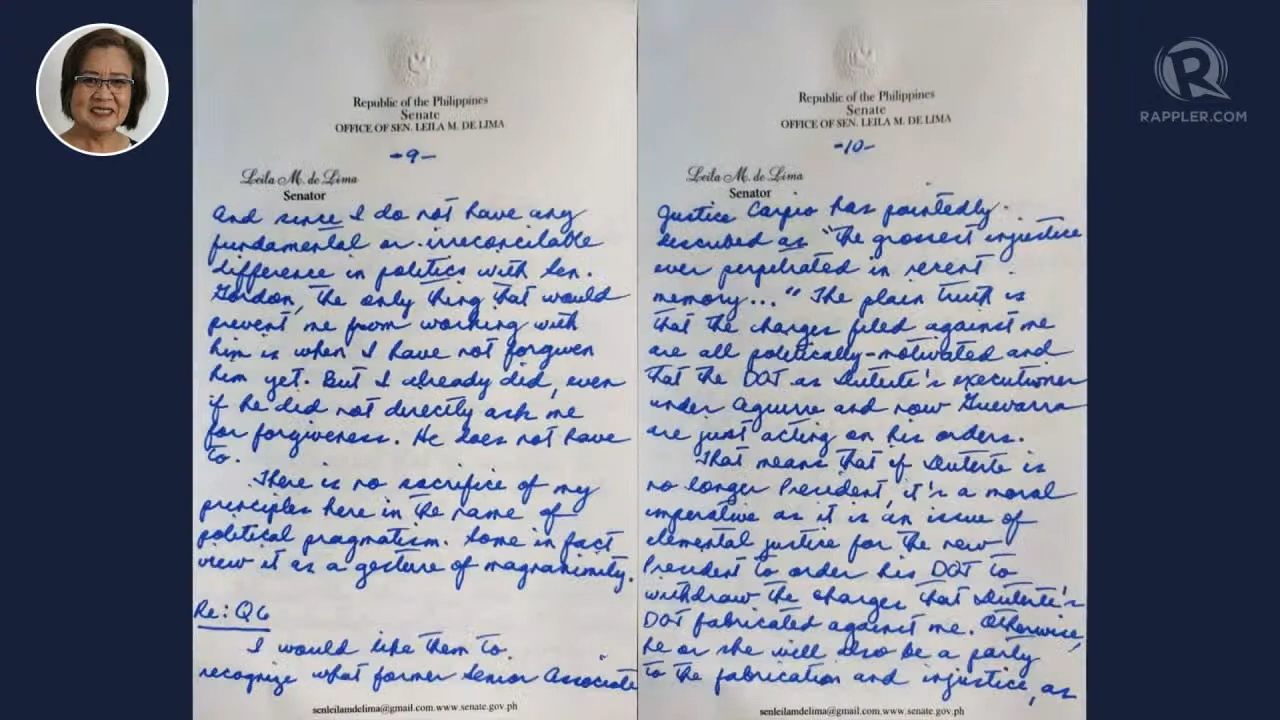 Republic of the Philippines
Senate
OFFICE OF SEN. LEILA M. DE LIMA
-9-
Leila M. de Lima
Senator
And since I do not have any
fundamental or irreconcilable
difference in politics with Sen.
Gordon, the only thing that would
prevent me from working with
him is when I have not forgiven
him yet. But I already did, even
if he did not directly ask me
for forgiveness. He does not have
to.
There is no sacrifice of my
principles here in the name of
political pragmatism. Some in fact
view it as a gesture of magnanimity.
Re: Q6
I would like them to
recognize what former Senior Associate
senleilamdelima@gmail.com.www.senate.gov.ph
Republic of the Philippines
Senate
OFFICE OF SEN. LEILA M. DE LIMA
-10-
Leila M. de Lima
Senator
Justice Carpio has pointedly
described as "the grossest injustice
ever perpetrated in recent
memory..." The plain truth is
that the charges filed against me
are all politically-motivated and
that the DOJ as Duterte's executioner
under Aguirre and now Guevarra
are just acting on his orders.
That means that if Duterte is
no longer President, it's a moral
imperative as it is an issue of
elemental justice for the new
President to order his DOJ to
withdraw the charges that Duterte's
DOJ fabricated against me. Otherwise,
he or she will also be a party
to the fabrication and injustice, as
senleilamdelima@gmail.com.www.senate.gov.ph
R
RAPPLER.COM